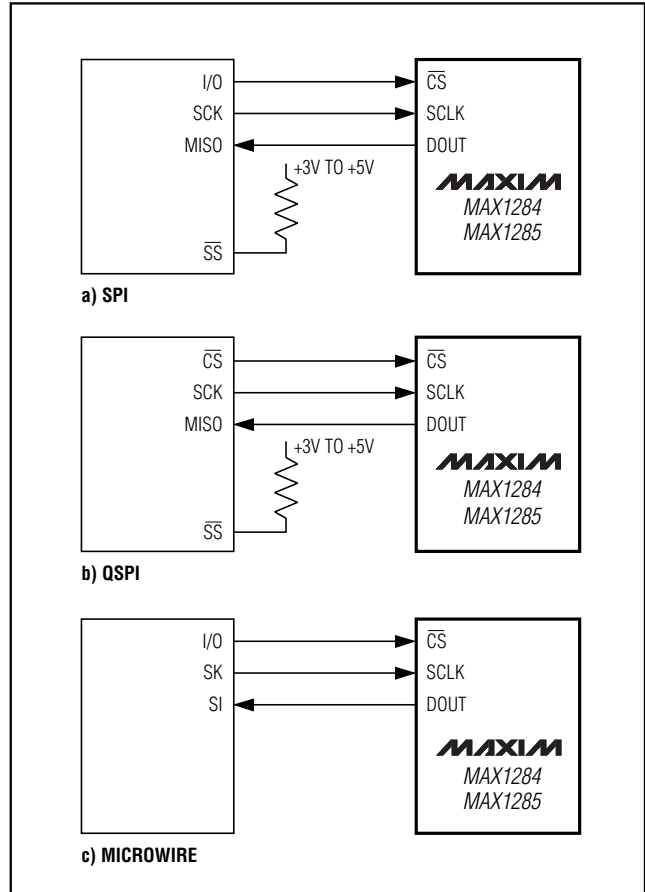 I/O CS
SCK SCLK
MISO DOUT
+3V TO +5V
MAXIM
MAX1284
MAX1285
SS
a) SPI
CS CS
SCK SCLK
MISO DOUT
+3V TO +5V
MAXIM
MAX1284
MAX1285
SS
b) QSPI
I/O CS
SK SCLK
SI DOUT
MAXIM
MAX1284
MAX1285
c) MICROWIRE